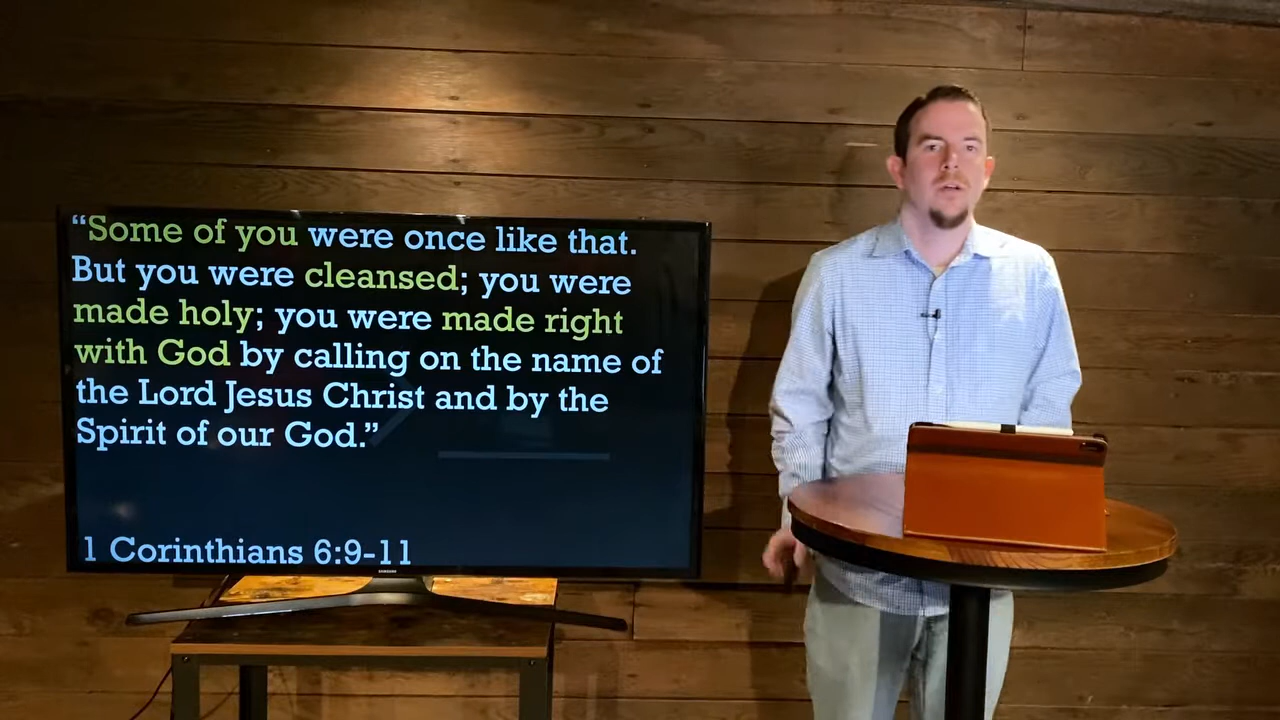 “Some of you were once like that.
But you were cleansed; you were
made holy; you were made right
with God by calling on the name of
the Lord Jesus Christ and by the
Spirit of our God.”
1 Corinthians 6:9-11
SAMSUNG